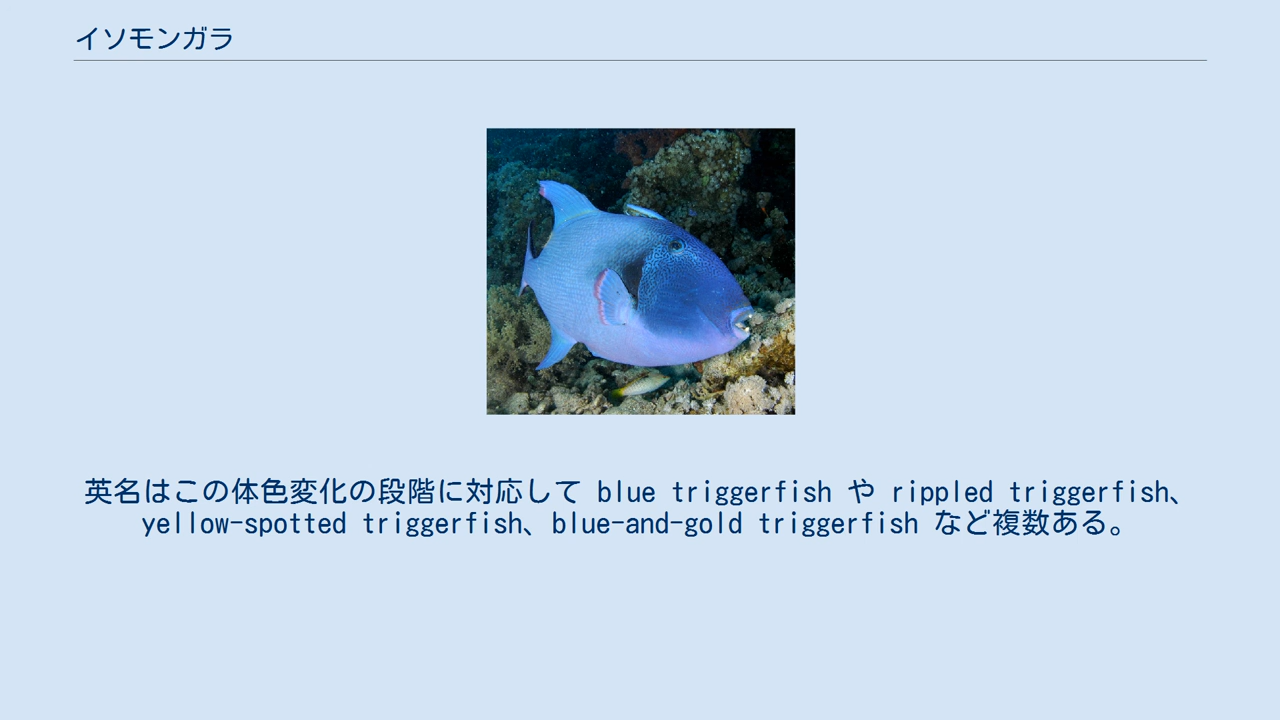 イソモンガラ
英名はこの体色変化の段階に対応して blue triggerfish や rippled triggerfish、
yellow-spotted triggerfish、blue-and-gold triggerfish など複数ある。